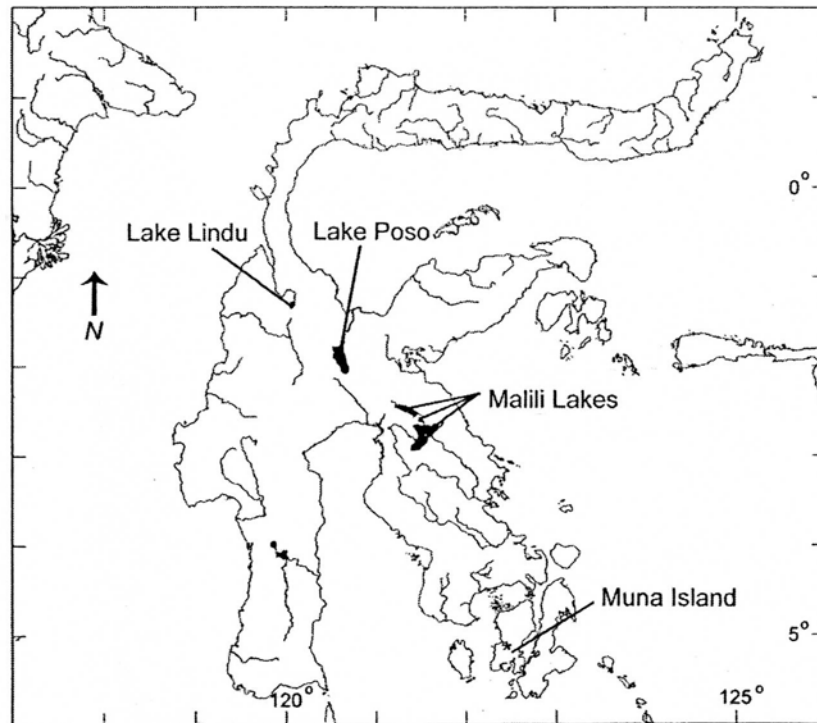 0°
Lake Lindu
Lake Poso
N
Malili Lakes
Muna Island
5°
120°
125°